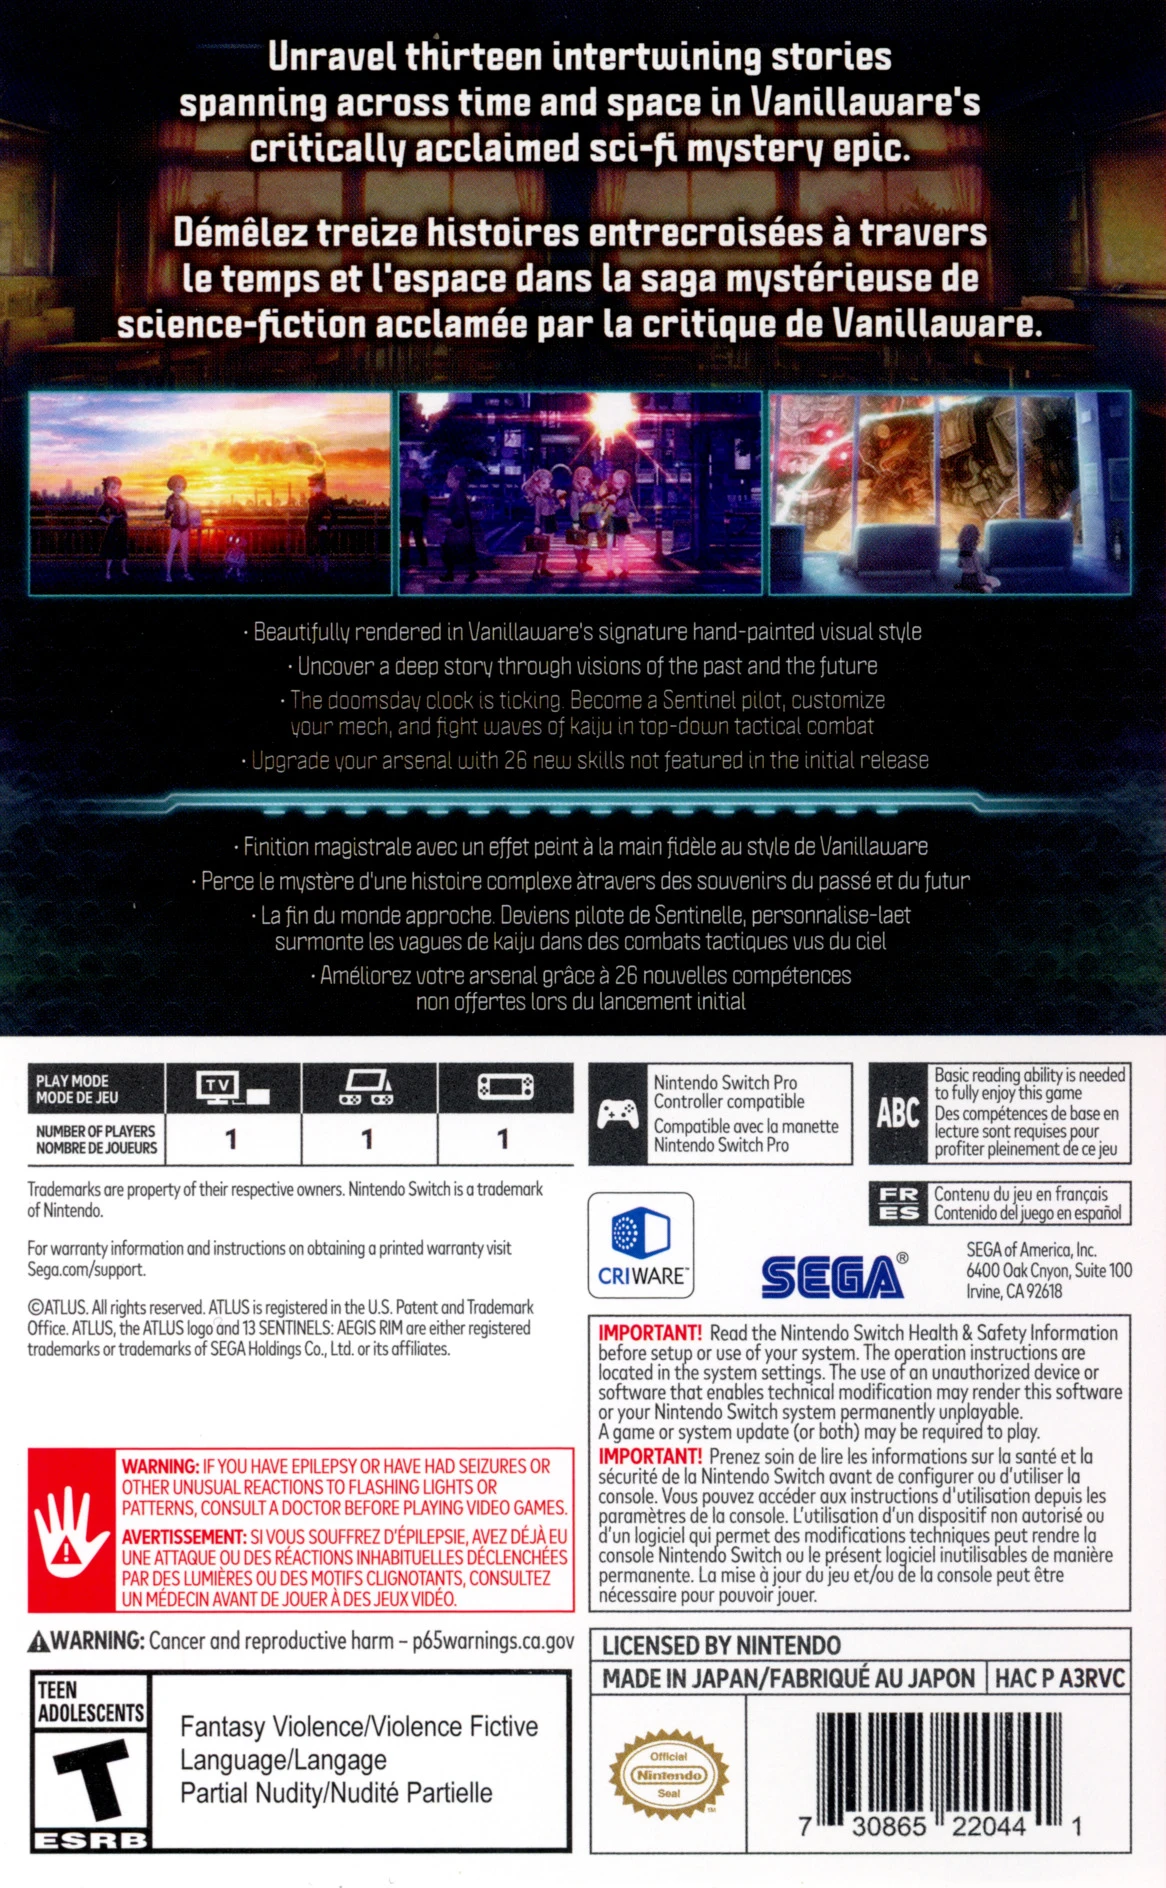 Unravel thirteen intertwining stories
spanning across time and space in Vanillaware's
critically acclaimed sci-fi mystery epic.
Démêlez treize histoires entrecroisées à travers
le temps et l'espace dans la saga mystérieuse de
science-fiction acclamée par la critique de Vanillaware.
· Beautifully rendered in Vanillaware's signature hand-painted visual style
· Uncover a deep story through visions of the past and the future
· The doomsday clock is ticking. Become a Sentinel pilot, customize
your mech, and fight waves of kaiju in top-down tactical combat
· Upgrade your arsenal with 26 new skills not featured in the initial release
· Finition magistrale avec un effet peint à la main fidèle au style de Vanillaware
· Perce le mystère d'une histoire complexe àtravers des souvenirs du passé et du futur
· La fin du monde approche. Deviens pilote de Sentinelle, personnalise-laet
surmonte les vagues de kaiju dans des combats tactiques vus du ciel
· Améliorez votre arsenal grâce à 26 nouvelles compétences
non offertes lors du lancement initial
PLAY MODE
MODE DE JEU
TV
NUMBER OF PLAYERS
NOMBRE DE JOUEURS
1 1 1
Nintendo Switch Pro
Controller compatible
Compatible avec la manette
Nintendo Switch Pro
ABC
Basic reading ability is needed
to fully enjoy this game
Des compétences de base en
lecture sont requises pour
profiter pleinement de ce jeu
Trademarks are property of their respective owners. Nintendo Switch is a trademark
of Nintendo.
For warranty information and instructions on obtaining a printed warranty visit
Sega.com/support.
©ATLUS. All rights reserved. ATLUS is registered in the U.S. Patent and Trademark
Office. ATLUS, the ATLUS logo and 13 SENTINELS: AEGIS RIM are either registered
trademarks or trademarks of SEGA Holdings Co., Ltd. or its affiliates.
CRIWARE™
FR Contenu du jeu en français
ES Contenido del juego en español
SEGA®
SEGA of America, Inc.
6400 Oak Cnyon, Suite 100
Irvine, CA 92618
IMPORTANT! Read the Nintendo Switch Health & Safety Information
before setup or use of your system. The operation instructions are
located in the system settings. The use of an unauthorized device or
software that enables technical modification may render this software
or your Nintendo Switch system permanently unplayable.
A game or system update (or both) may be required to play.
IMPORTANT! Prenez soin de lire les informations sur la santé et la
sécurité de la Nintendo Switch avant de configurer ou d'utiliser la
console. Vous pouvez accéder aux instructions d'utilisation depuis les
paramètres de la console. L'utilisation d'un dispositif non autorisé ou
d'un logiciel qui permet des modifications techniques peut rendre la
console Nintendo Switch ou le présent logiciel inutilisables de manière
permanente. La mise à jour du jeu et/ou de la console peut être
nécessaire pour pouvoir jouer.
WARNING: IF YOU HAVE EPILEPSY OR HAVE HAD SEIZURES OR
OTHER UNUSUAL REACTIONS TO FLASHING LIGHTS OR
PATTERNS, CONSULT A DOCTOR BEFORE PLAYING VIDEO GAMES.
AVERTISSEMENT: SI VOUS SOUFFREZ D'ÉPILEPSIE, AVEZ DÉJÀ EU
UNE ATTAQUE OU DES RÉACTIONS INHABITUELLES DÉCLENCHÉES
PAR DES LUMIÈRES OU DES MOTIFS CLIGNOTANTS, CONSULTEZ
UN MÉDECIN AVANT DE JOUER À DES JEUX VIDÉO.
WARNING: Cancer and reproductive harm – p65warnings.ca.gov
TEEN
ADOLESCENTS
T
ESRB
Fantasy Violence/Violence Fictive
Language/Langage
Partial Nudity/Nudité Partielle
LICENSED BY NINTENDO
MADE IN JAPAN/FABRIQUÉ AU JAPON HAC P A3RVC
Official
Nintendo
Seal
™
7 30865 22044 1